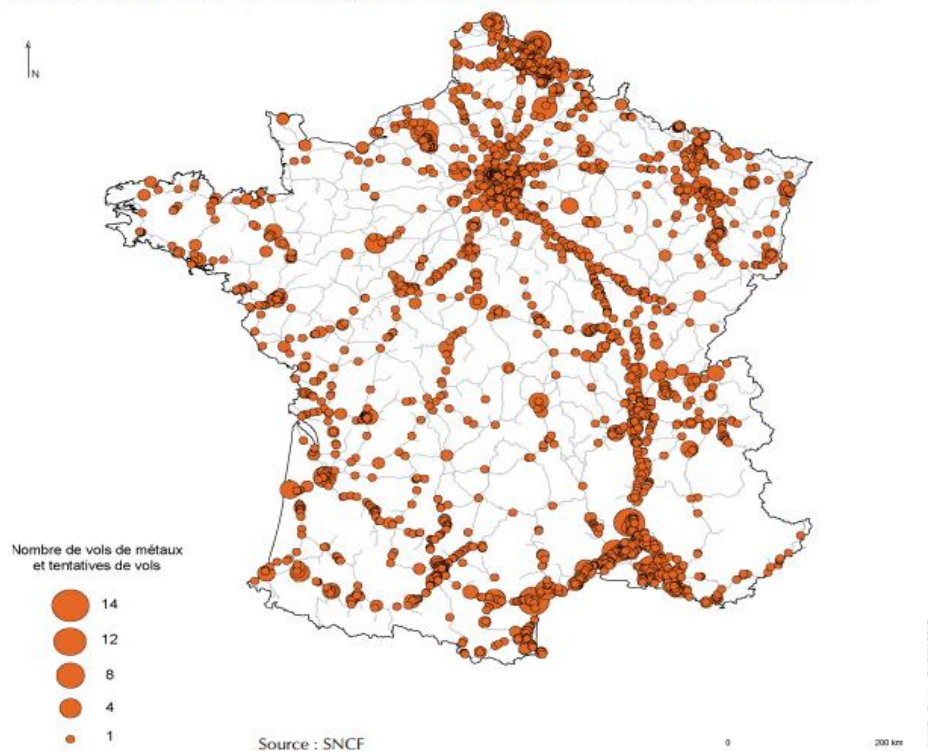 N
Nombre de vols de métaux
et tentatives de vols
14
12
8
4
1
Source : SNCF
0 200 km